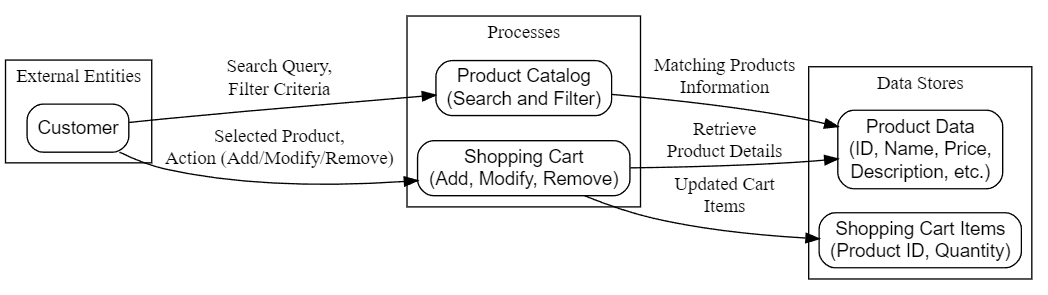 External Entities
Customer
Search Query,
Filter Criteria
Selected Product,
Action (Add/Modify/Remove)
Processes
Product Catalog
(Search and Filter)
Shopping Cart
(Add, Modify, Remove)
Matching Products
Information
Retrieve
Product Details
Updated Cart
Items
Data Stores
Product Data
(ID, Name, Price,
Description, etc.)
Shopping Cart Items
(Product ID, Quantity)